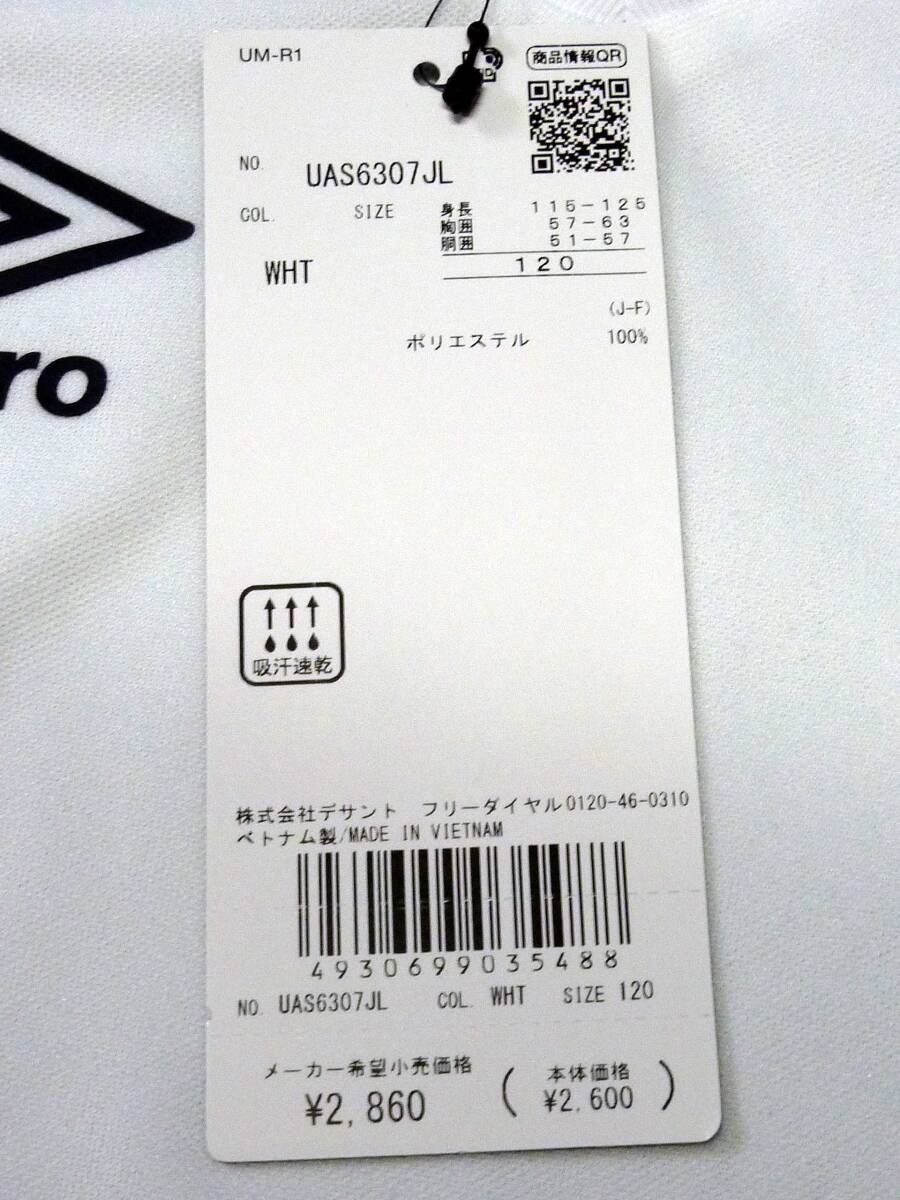 UM-R1
商品情報QR
NO. UAS6307JL
COL. SIZE 身長 115-125
胸囲 57-63
胴囲 51-57
WHT 120
(J-F)
ポリエステル 100%
吸汗速乾
株式会社デサント フリーダイヤル0120-46-0310
ベトナム製/MADE IN VIETNAM
4930699035488
NO. UAS6307JL COL. WHT SIZE 120
メーカー希望小売価格 (本体価格
¥2,860 ¥2,600)
ro